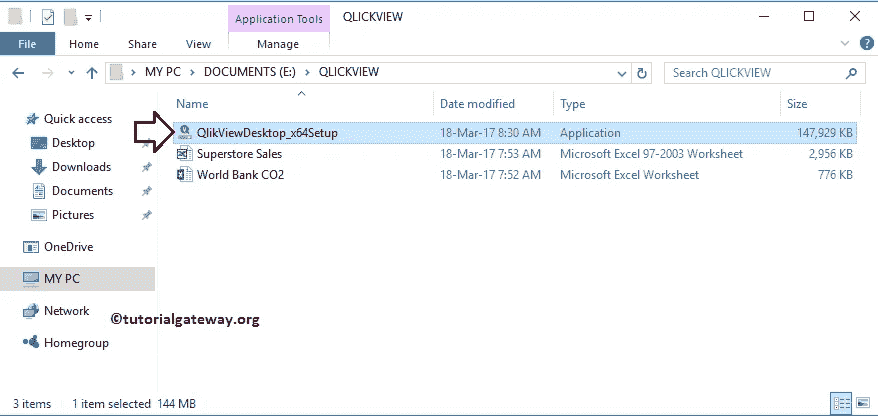 Application Tools QLICKVIEW
File Home Share View Manage
MY PC DOCUMENTS (E:) QLICKVIEW Search QLICKVIEW
Name Date modified Type Size
Quick access
QlikViewDesktop_x64Setup 18-Mar-17 8:30 AM Application 147,929 KB
Desktop
Superstore Sales 18-Mar-17 7:53 AM Microsoft Excel 97-2003 Worksheet 2,956 KB
Downloads
World Bank CO2 18-Mar-17 7:52 AM Microsoft Excel Worksheet 776 KB
Documents
Pictures
OneDrive
MY PC
Network
©tutorialgateway.org
Homegroup
3 items 1 item selected 144 MB